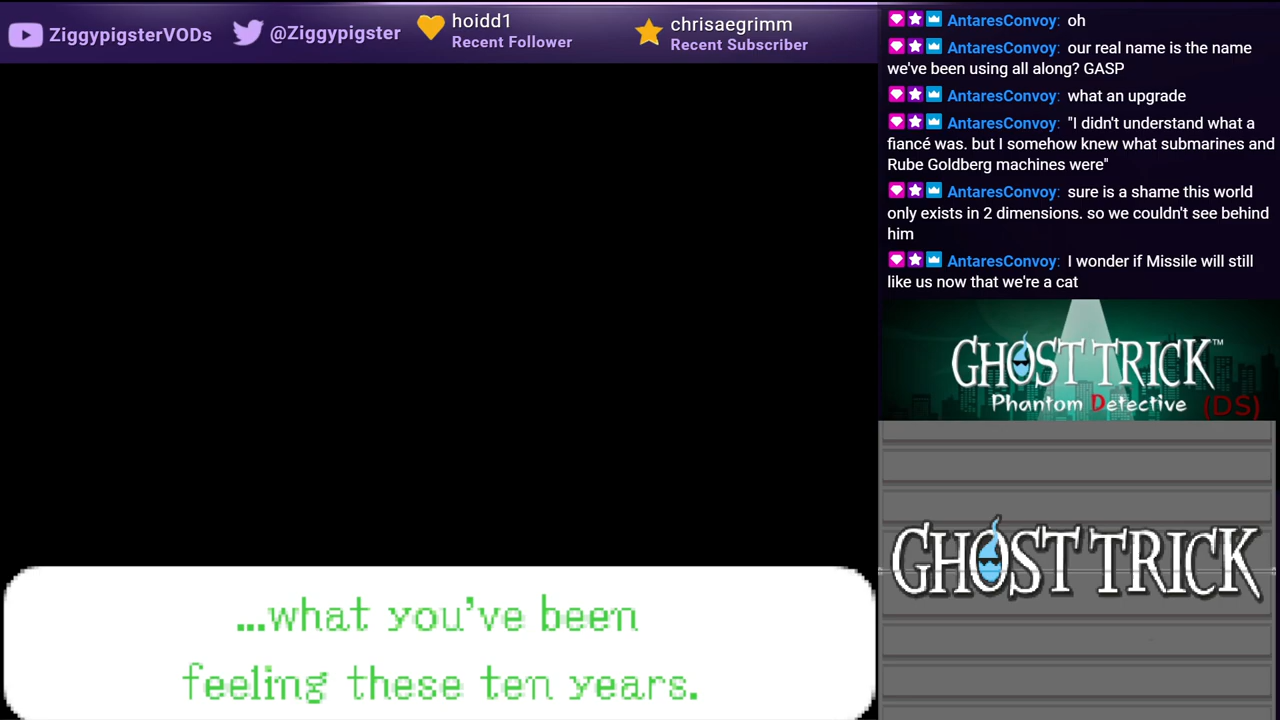 ZiggypigsterVODs
@Ziggypigster
hoidd1
Recent Follower
chrisaegrimm
Recent Subscriber
AntaresConvoy: oh
AntaresConvoy: our real name is the name
we've been using all along? GASP
AntaresConvoy: what an upgrade
AntaresConvoy: "I didn't understand what a
fiancé was. but I somehow knew what submarines and
Rube Goldberg machines were"
AntaresConvoy: sure is a shame this world
only exists in 2 dimensions. so we couldn't see behind
him
AntaresConvoy: I wonder if Missile will still
like us now that we're a cat
GHOST TRICK™
Phantom Detective (DS)
GHOST TRICK
...what you've been
feeling these ten years.